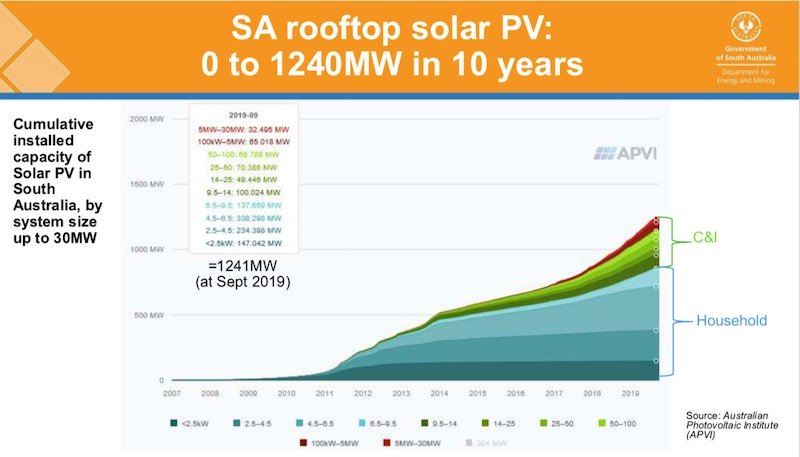 SA rooftop solar PV:
0 to 1240MW in 10 years
Government
of South Australia
Department for
Energy and Mining
Cumulative
installed
capacity of
Solar PV in
South
Australia, by
system size
up to 30MW
2000 MW
1500 MW
1000 MW
500 MW
0
2019-09
5MW–30MW: 32.495 MW
100kW–5MW: 65.018 MW
50–100: 66.769 MW
25–50: 70.386 MW
14–25: 49.446 MW
9.5–14: 100.024 MW
6.5–9.5: 137.659 MW
4.5–6.5: 338.298 MW
2.5–4.5: 234.398 MW
<2.5kW: 147.042 MW
=1241MW
(at Sept 2019)
APVI
C&I
Household
2007 2008 2009 2010 2011 2012 2013 2014 2015 2016 2017 2018 2019
<2.5kW 2.5–4.5 4.5–6.5 6.5–9.5 9.5–14 14–25 25–50 50–100
100kW–5MW 5MW–30MW 30+ MW
Source: Australian
Photovoltaic Institute
(APVI)